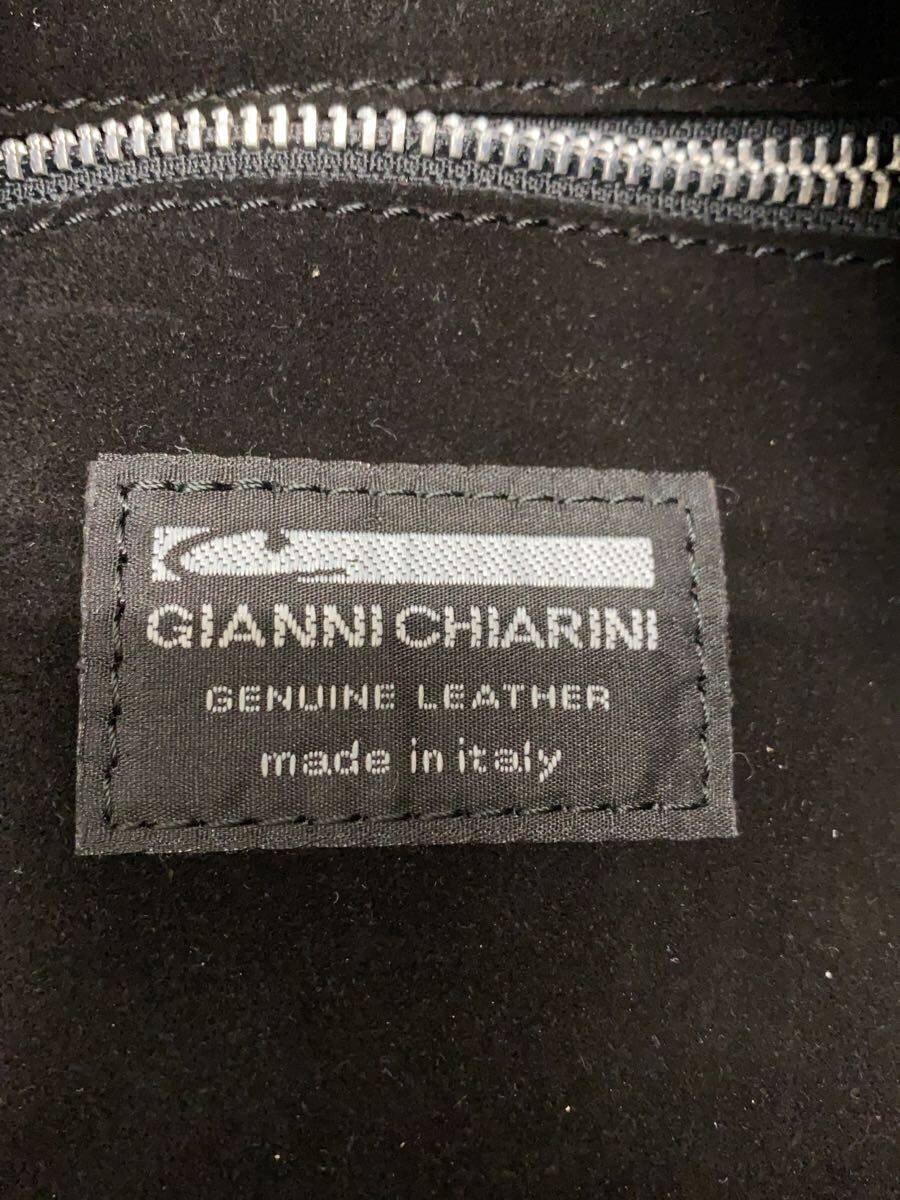 GIANNI CHIARINI
GENUINE LEATHER
made in italy